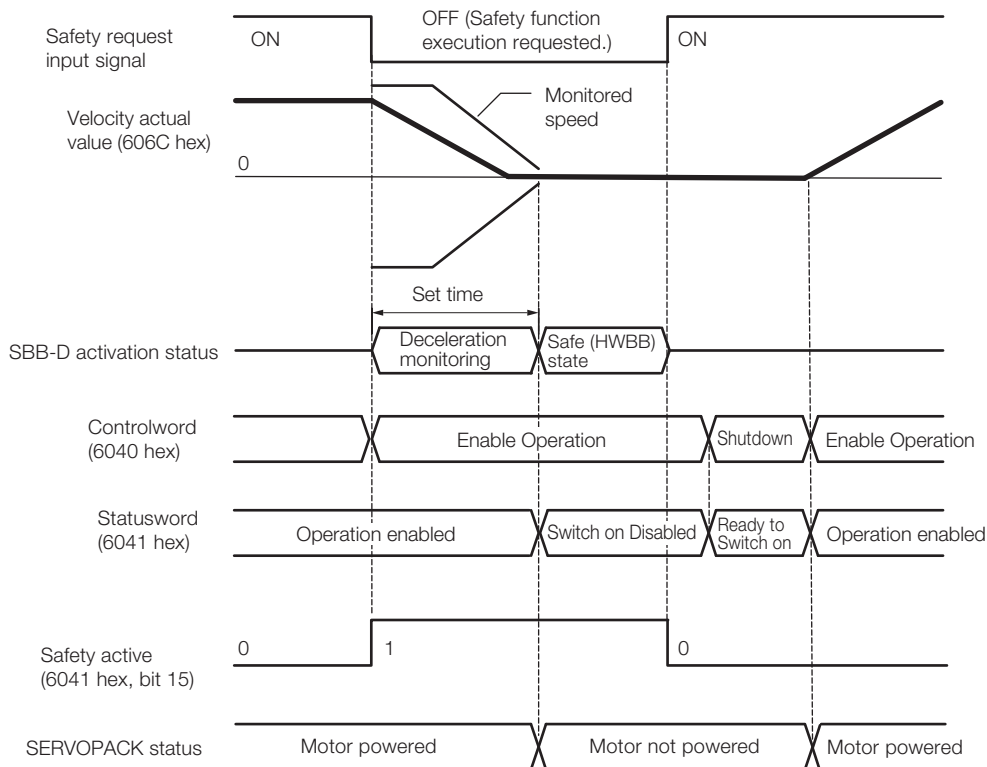 Safety request
input signal
ON
OFF (Safety function
execution requested.)
ON
Velocity actual
value (606C hex)
0
Monitored
speed
Set time
SBB-D activation status
Deceleration
monitoring
Safe (HWBB)
state
Controlword
(6040 hex)
Enable Operation
Shutdown
Enable Operation
Statusword
(6041 hex)
Operation enabled
Switch on Disabled
Ready to
Switch on
Operation enabled
Safety active
(6041 hex, bit 15)
0
1
0
SERVOPACK status
Motor powered
Motor not powered
Motor powered